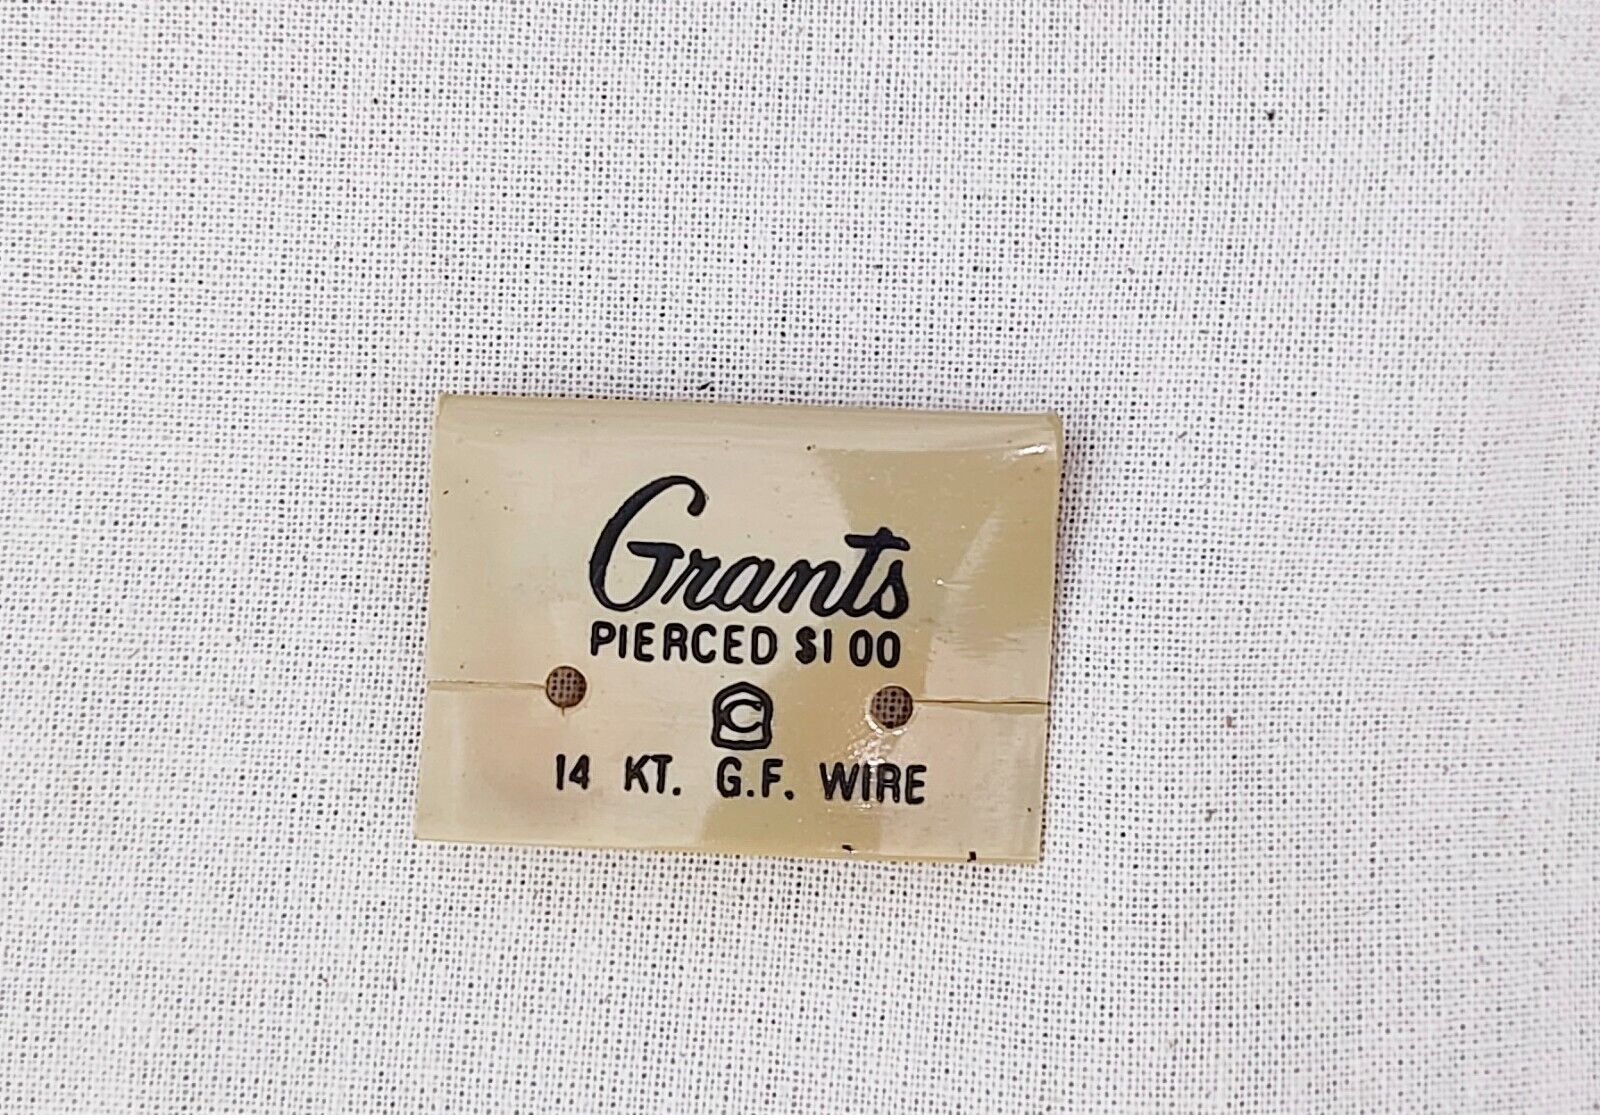 Grants
PIERCED $1 00
C
14 KT. G.F. WIRE